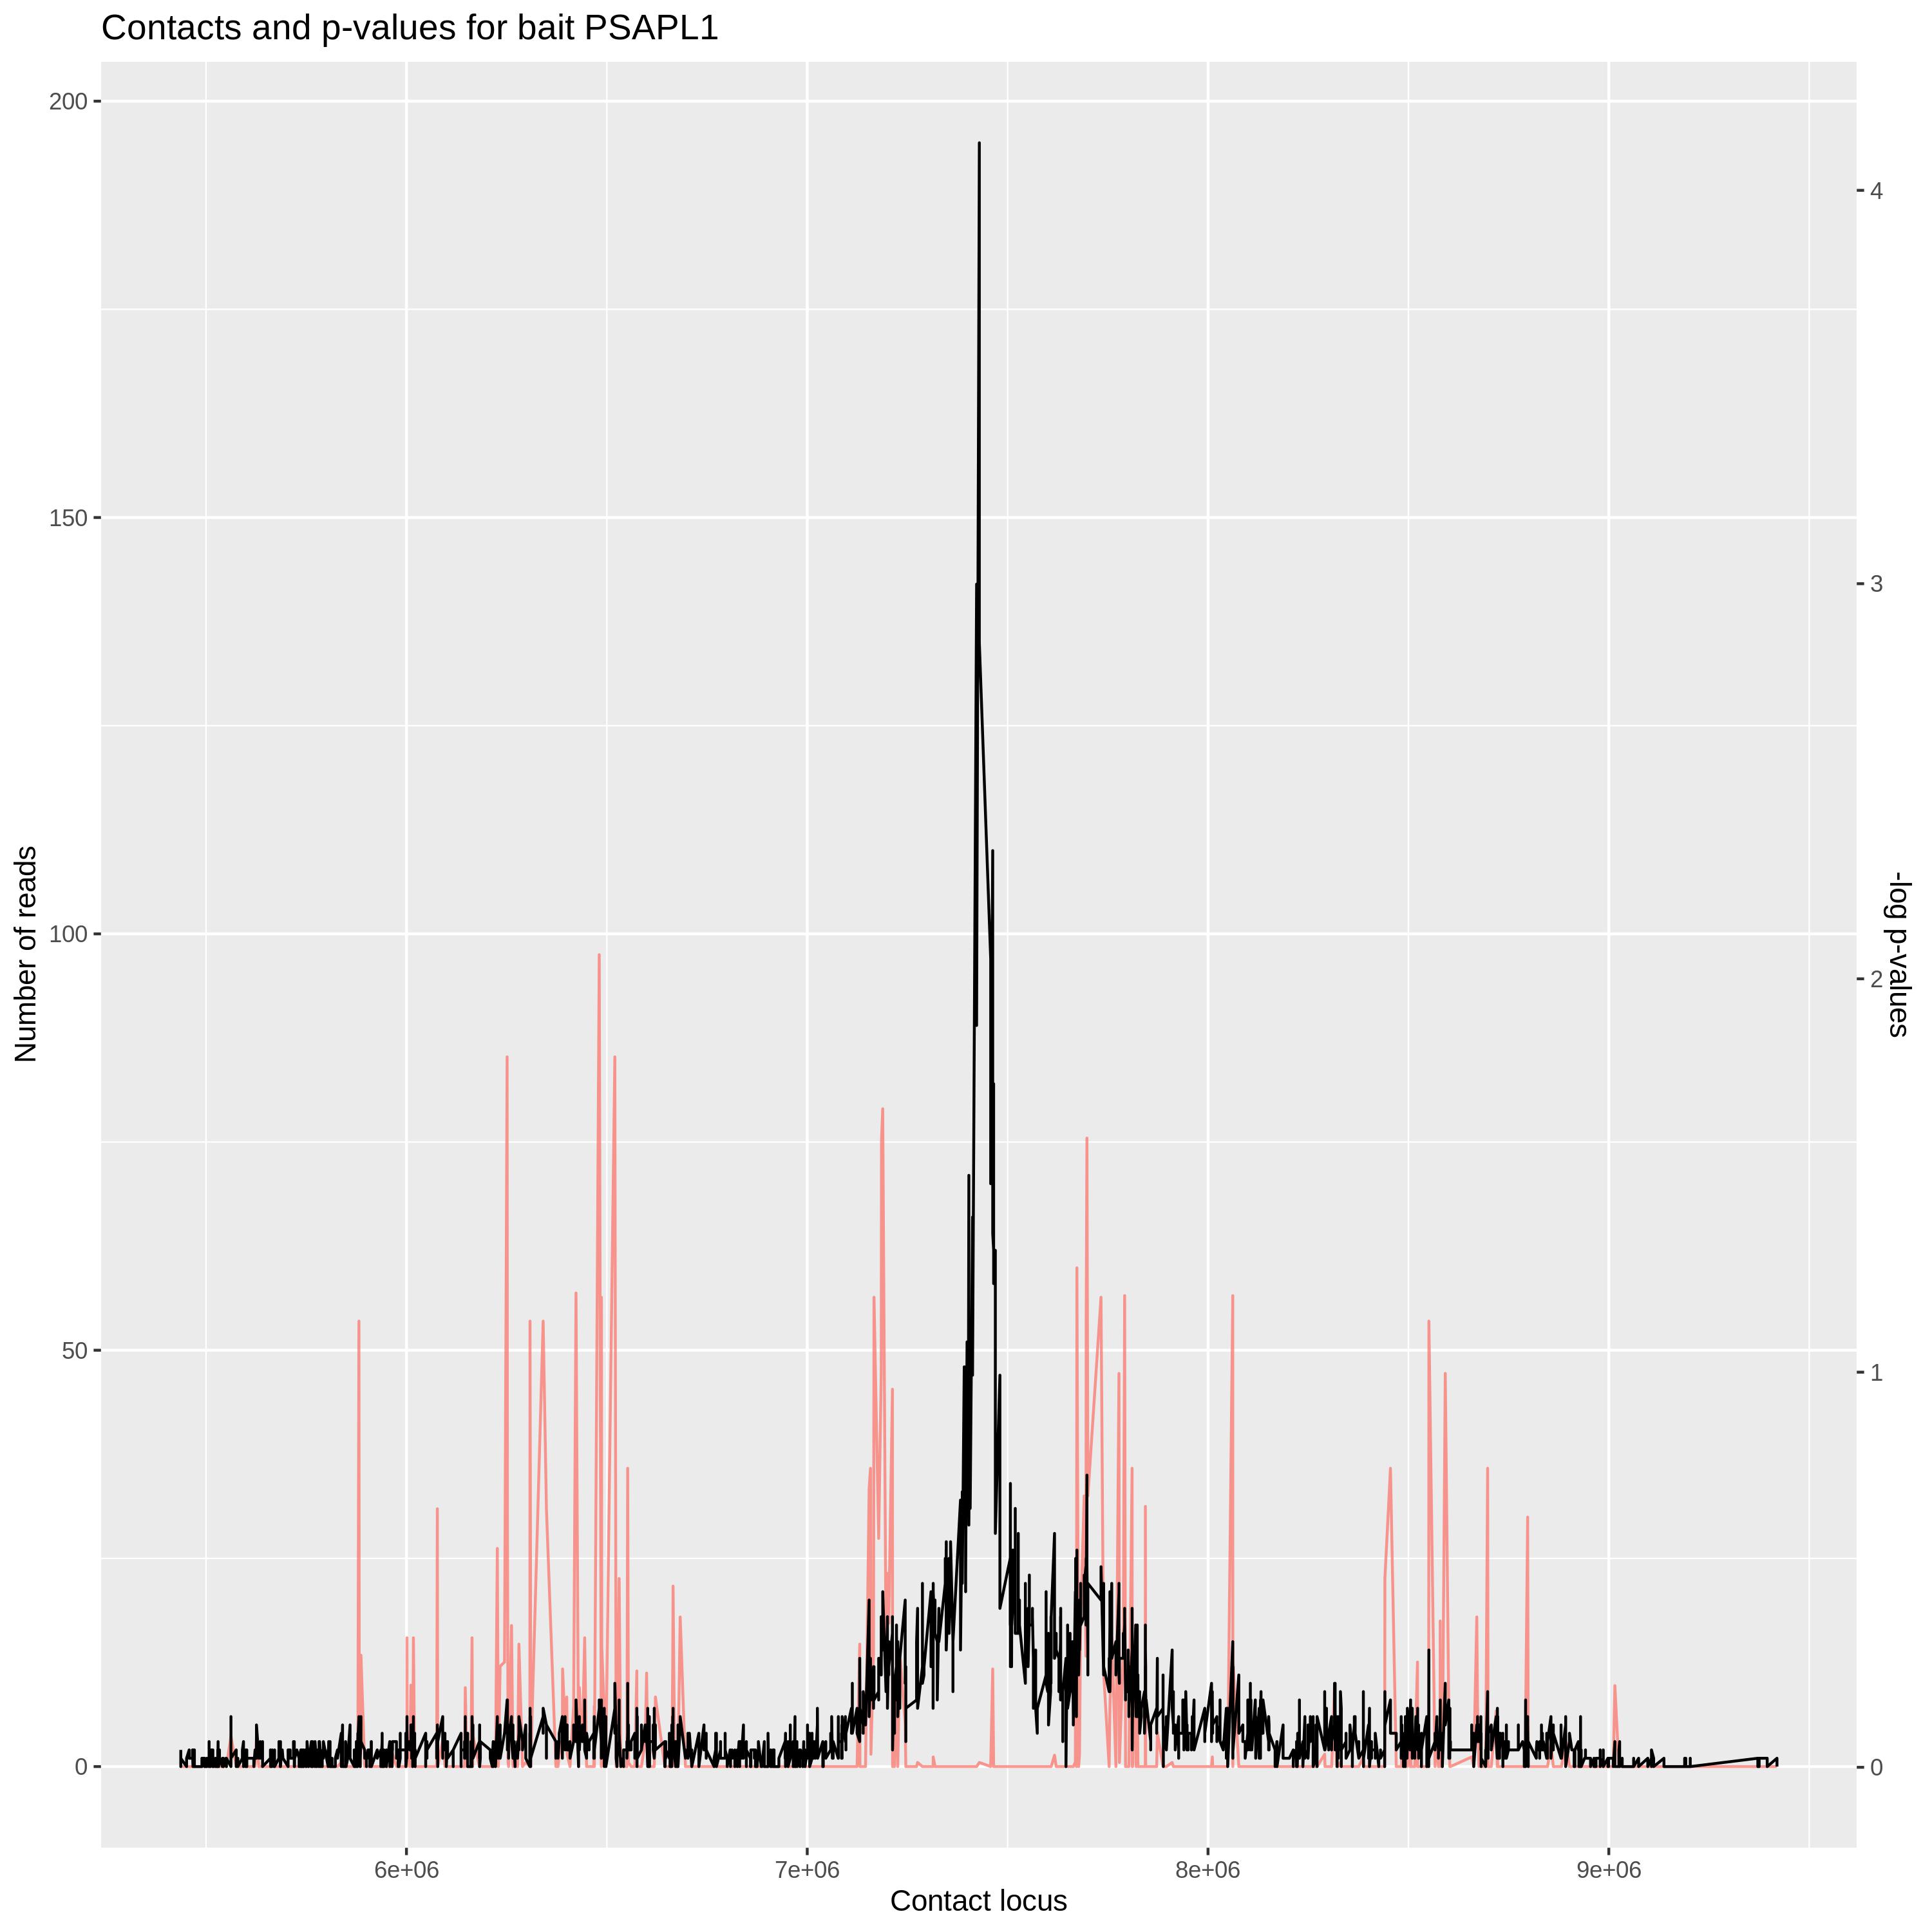 Contacts and p-values for bait PSAPL1
200
150
100
50
0
Number of reads
4
3
2
1
0
-log p-values
6e+06
7e+06
8e+06
9e+06
Contact locus